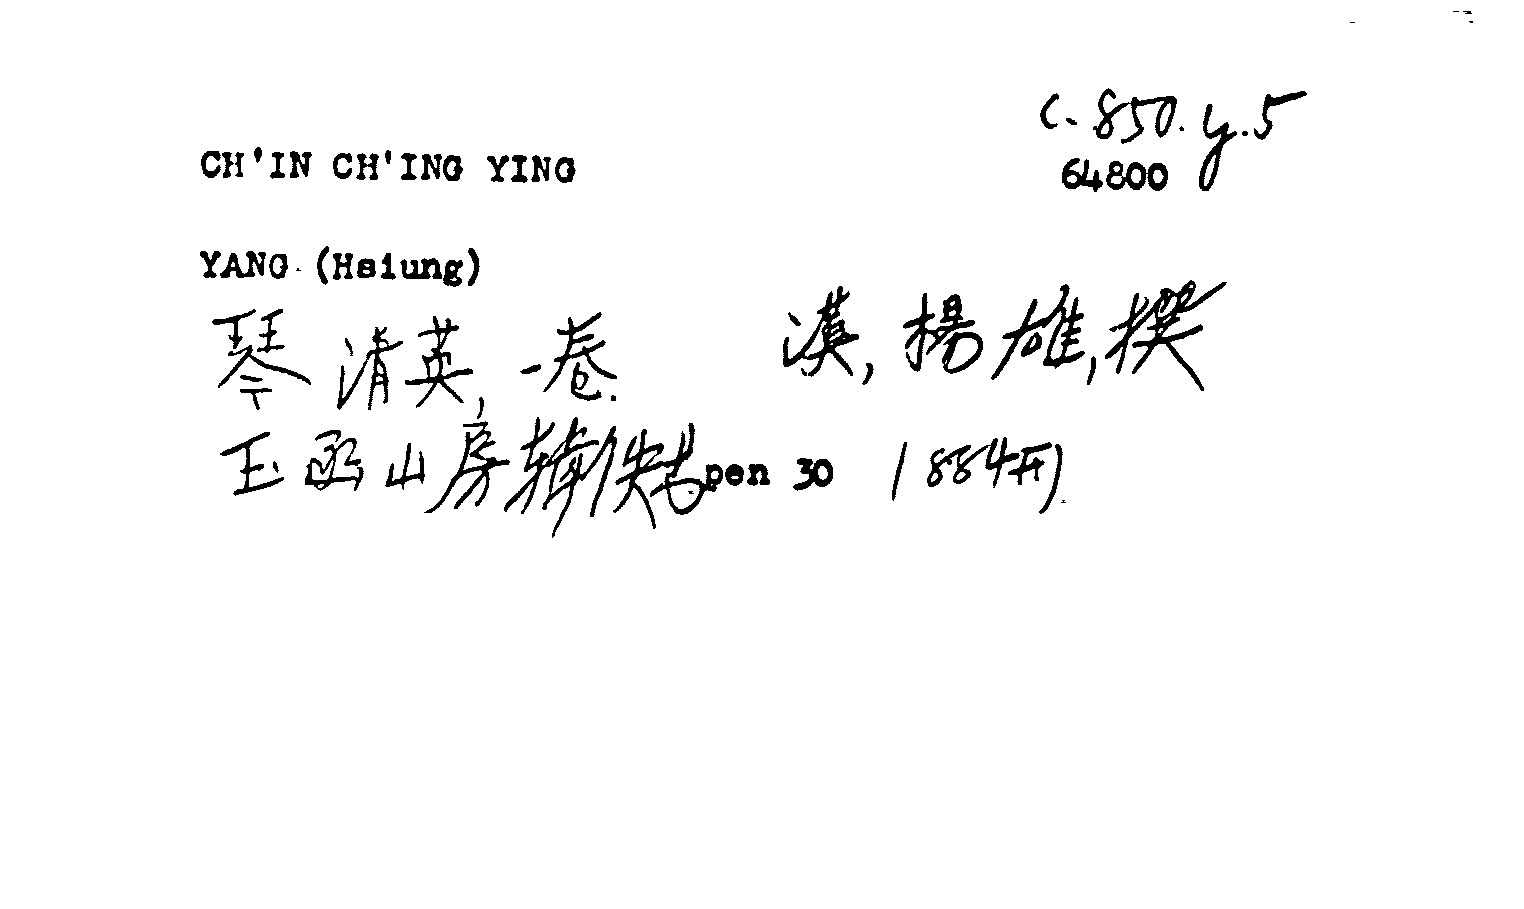 C. 850. y. 5
CH'IN CH'ING YING
64800
YANG (Hsiung)
琴清英, 一卷. 漢, 楊雄, 撰
玉函山房輯佚書 pen 30 1884刊.